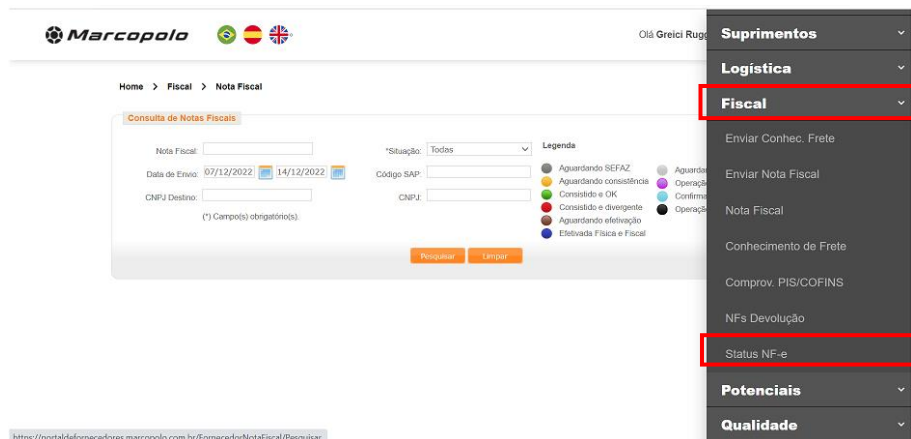 Marcopolo
Olá Greici Rugg
Home > Fiscal > Nota Fiscal
Consulta de Notas Fiscais
Nota Fiscal:
*Situação: Todas
Legenda
Data de Envio: 07/12/2022 14/12/2022
Código SAP:
CNPJ Destino:
CNPJ:
(*) Campo(s) obrigatório(s).
Aguardando SEFAZ
Aguardando consistência
Consistido e OK
Consistido e divergente
Aguardando efetivação
Efetivada Física e Fiscal
Aguarda
Operaçã
Confirma
Operaçã
Pesquisar Limpar
Suprimentos
Logística
Fiscal
Enviar Conhec. Frete
Enviar Nota Fiscal
Nota Fiscal
Conhecimento de Frete
Comprov. PIS/COFINS
NFs Devolução
Status NF-e
Potenciais
Qualidade
https://portaldefornecedores.marcopolo.com.br/FornecedorNotaFiscal/Pesquisar